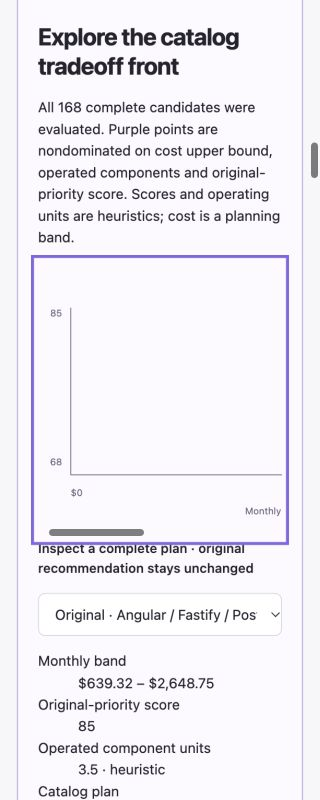 Explore the catalog
tradeoff front
All 168 complete candidates were
evaluated. Purple points are
nondominated on cost upper bound,
operated components and original-
priority score. Scores and operating
units are heuristics; cost is a planning
band.
85
68
$0
Monthly
Inspect a complete plan · original
recommendation stays unchanged
Original · Angular / Fastify / Pos
Monthly band
$639.32 – $2,648.75
Original-priority score
85
Operated component units
3.5 · heuristic
Catalog plan